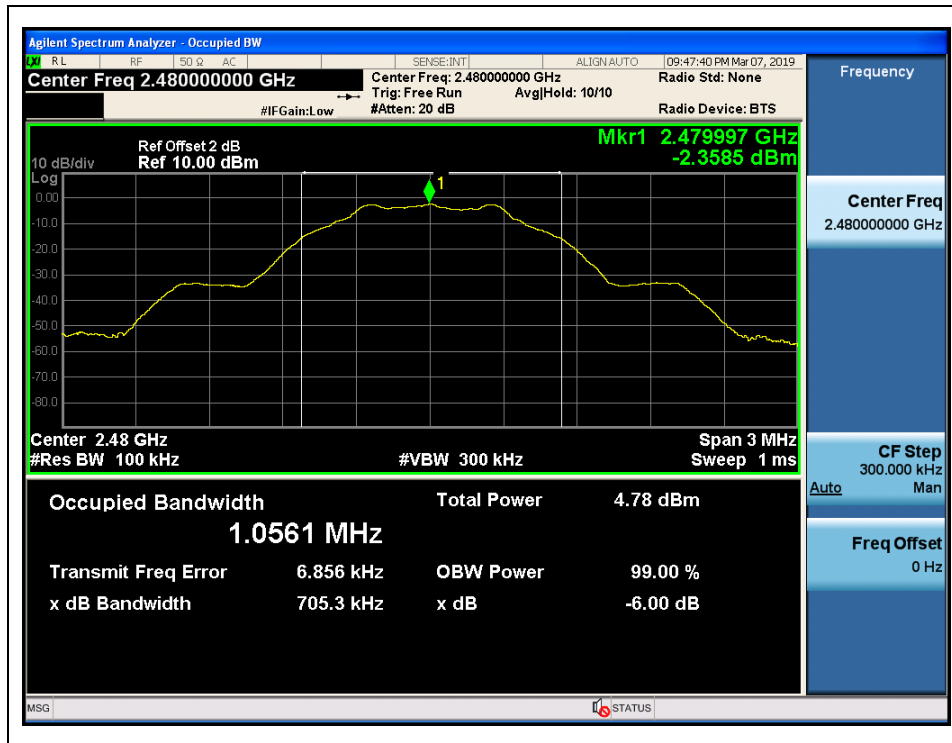 Agilent Spectrum Analyzer - Occupied BW
LXI RL RF 50 Ω AC SENSE:INT ALIGN AUTO 09:47:40 PM Mar 07, 2019
Center Freq 2.480000000 GHz
Center Freq: 2.480000000 GHz
Radio Std: None
Trig: Free Run Avg|Hold: 10/10
#IFGain:Low
#Atten: 20 dB
Radio Device: BTS
Frequency
Mkr1 2.479997 GHz
-2.3585 dBm
Ref Offset 2 dB
10 dB/div Ref 10.00 dBm
Log
1
0.00
-10.0
-20.0
-30.0
-40.0
-50.0
-60.0
-70.0
-80.0
Center 2.48 GHz Span 3 MHz
#Res BW 100 kHz #VBW 300 kHz Sweep 1 ms
Center Freq
2.480000000 GHz
CF Step
300.000 kHz
Auto Man
Freq Offset
0 Hz
Occupied Bandwidth Total Power 4.78 dBm
1.0561 MHz
Transmit Freq Error 6.856 kHz OBW Power 99.00 %
x dB Bandwidth 705.3 kHz x dB -6.00 dB
MSG STATUS